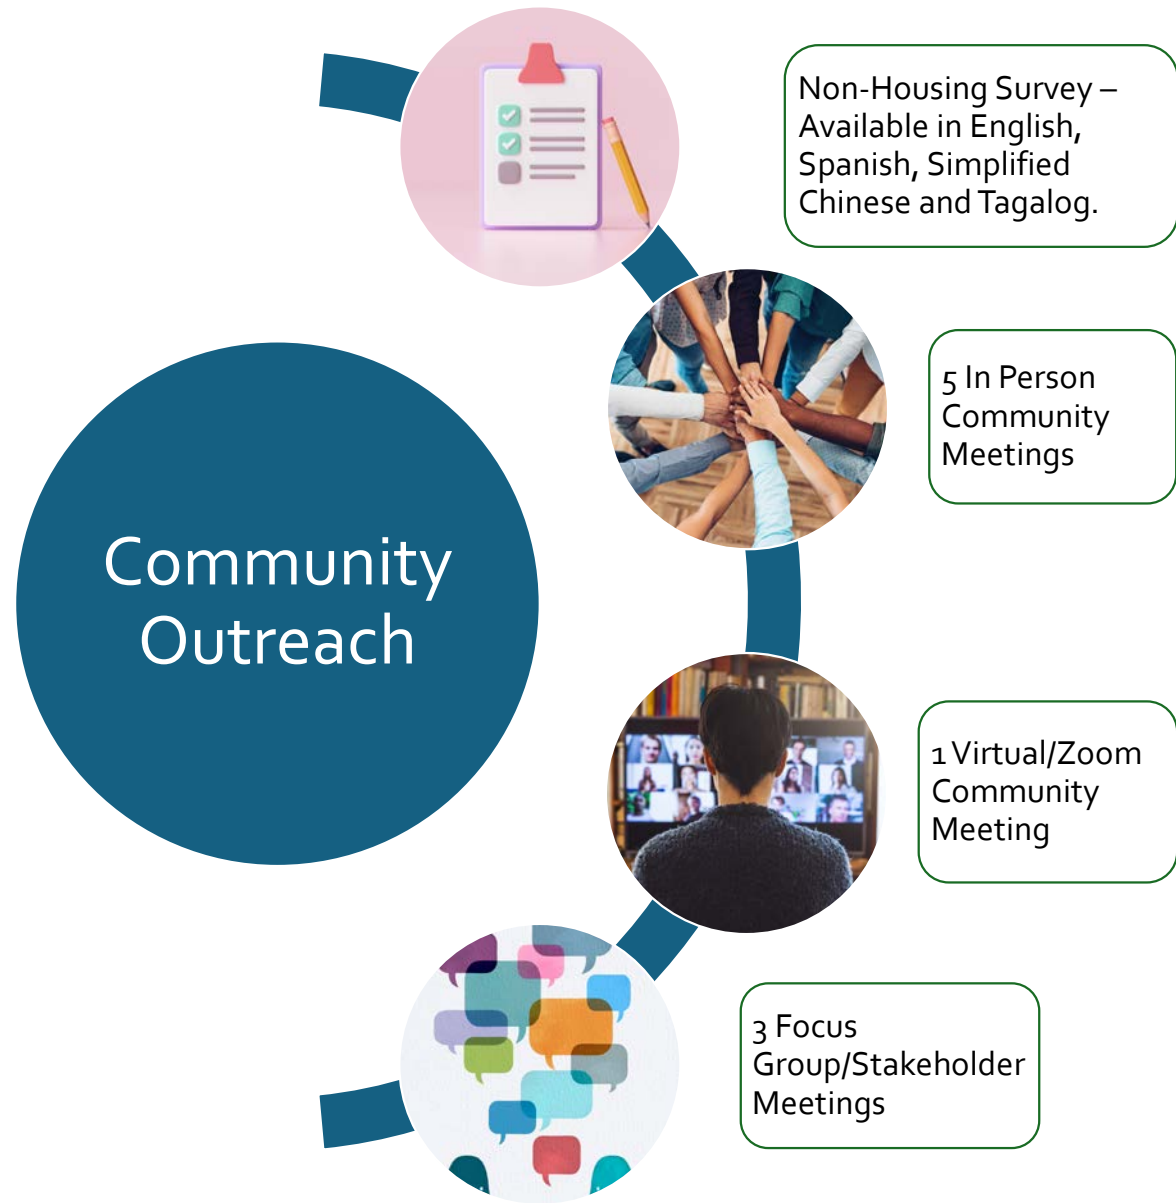 Non-Housing Survey –
Available in English,
Spanish, Simplified
Chinese and Tagalog.
5 In Person
Community
Meetings
Community
Outreach
1 Virtual/Zoom
Community
Meeting
3 Focus
Group/Stakeholder
Meetings